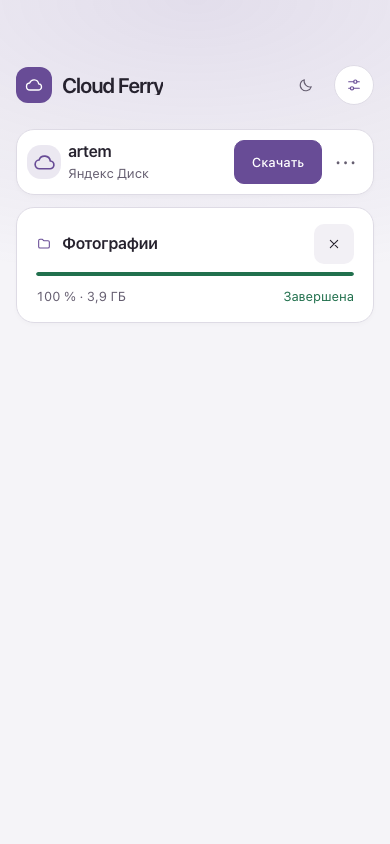 Cloud Ferry
artem
Яндекс Диск
Скачать
Фотографии
100 % · 3,9 ГБ
Завершена